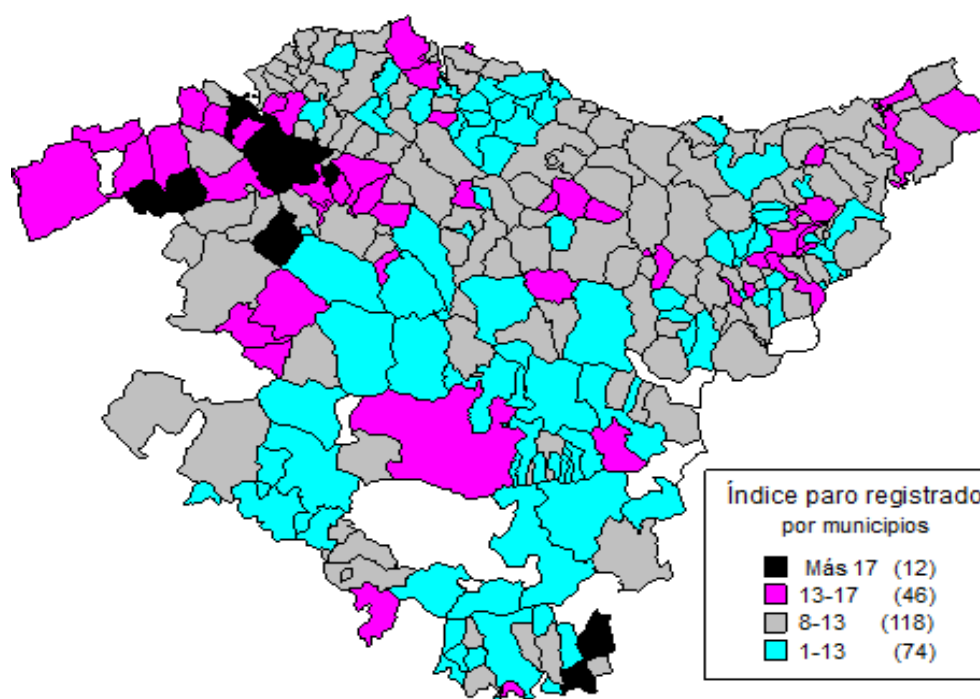 Índice paro registrado
por municipios
Más 17 (12)
13-17 (46)
8-13 (118)
1-13 (74)